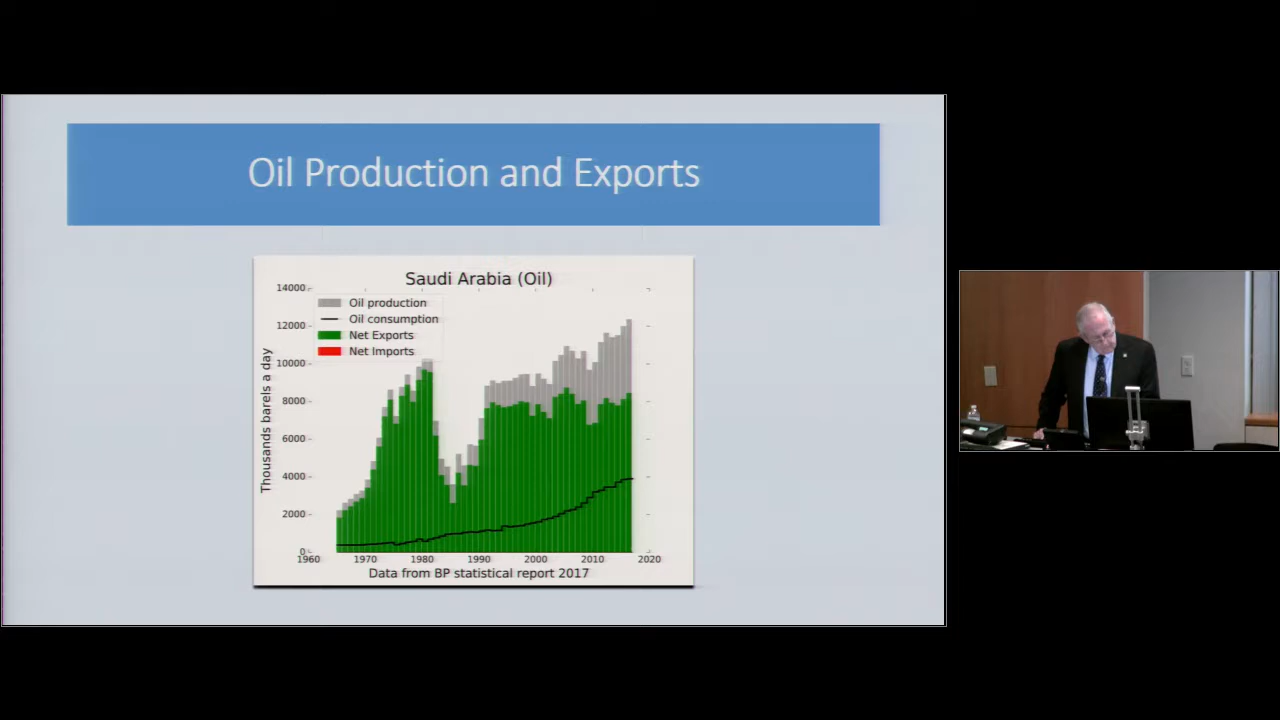 Oil Production and Exports
Saudi Arabia (Oil)
14000
12000
10000
8000
6000
4000
2000
0
Thousands barels a day
Oil production
Oil consumption
Net Exports
Net Imports
1960 1970 1980 1990 2000 2010 2020
Data from BP statistical report 2017